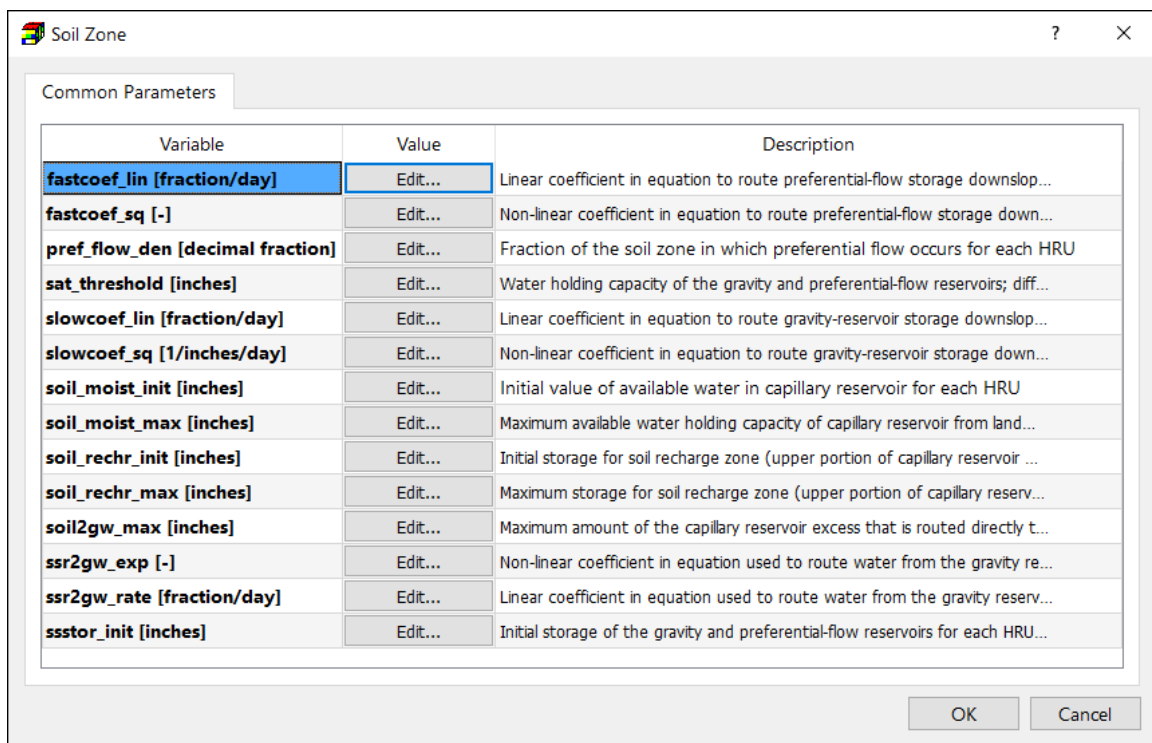 Soil Zone ?
Common Parameters
Variable Value Description
fastcoef_lin [fraction/day] Edit... Linear coefficient in equation to route preferential-flow storage downslop...
fastcoef_sq [-] Edit... Non-linear coefficient in equation to route preferential-flow storage down...
pref_flow_den [decimal fraction] Edit... Fraction of the soil zone in which preferential flow occurs for each HRU
sat_threshold [inches] Edit... Water holding capacity of the gravity and preferential-flow reservoirs; diff...
slowcoef_lin [fraction/day] Edit... Linear coefficient in equation to route gravity-reservoir storage downslop...
slowcoef_sq [1/inches/day] Edit... Non-linear coefficient in equation to route gravity-reservoir storage down...
soil_moist_init [inches] Edit... Initial value of available water in capillary reservoir for each HRU
soil_moist_max [inches] Edit... Maximum available water holding capacity of capillary reservoir from land...
soil_rechr_init [inches] Edit... Initial storage for soil recharge zone (upper portion of capillary reservoir ...
soil_rechr_max [inches] Edit... Maximum storage for soil recharge zone (upper portion of capillary reserv...
soil2gw_max [inches] Edit... Maximum amount of the capillary reservoir excess that is routed directly t...
ssr2gw_exp [-] Edit... Non-linear coefficient in equation used to route water from the gravity re...
ssr2gw_rate [fraction/day] Edit... Linear coefficient in equation used to route water from the gravity reserv...
ssstor_init [inches] Edit... Initial storage of the gravity and preferential-flow reservoirs for each HRU...
OK Cancel